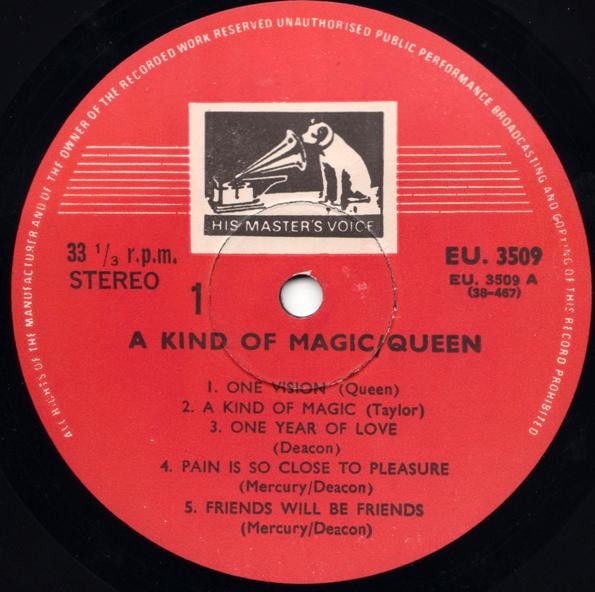 ALL RIGHTS OF THE MANUFACTURER AND OF THE OWNER OF THE RECORDED WORK RESERVED UNAUTHORISED PUBLIC PERFORMANCE BROADCASTING AND COPYING OF THIS RECORD PROHIBITED
HIS MASTER'S VOICE
33 1/3 r.p.m.
STEREO
1
EU. 3509
EU. 3509 A
(38-467)
A KIND OF MAGIC/QUEEN
1. ONE VISION (Queen)
2. A KIND OF MAGIC (Taylor)
3. ONE YEAR OF LOVE
(Deacon)
4. PAIN IS SO CLOSE TO PLEASURE
(Mercury/Deacon)
5. FRIENDS WILL BE FRIENDS
(Mercury/Deacon)